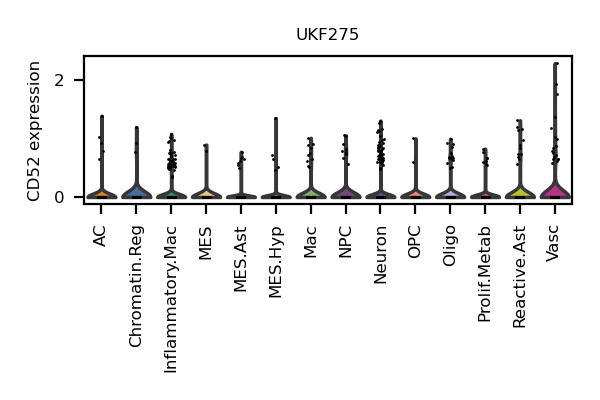 UKF275
CD52 expression
2
0
AC
Chromatin.Reg
Inflammatory.Mac
MES
MES.Ast
MES.Hyp
Mac
NPC
Neuron
OPC
Oligo
Prolif.Metab
Reactive.Ast
Vasc